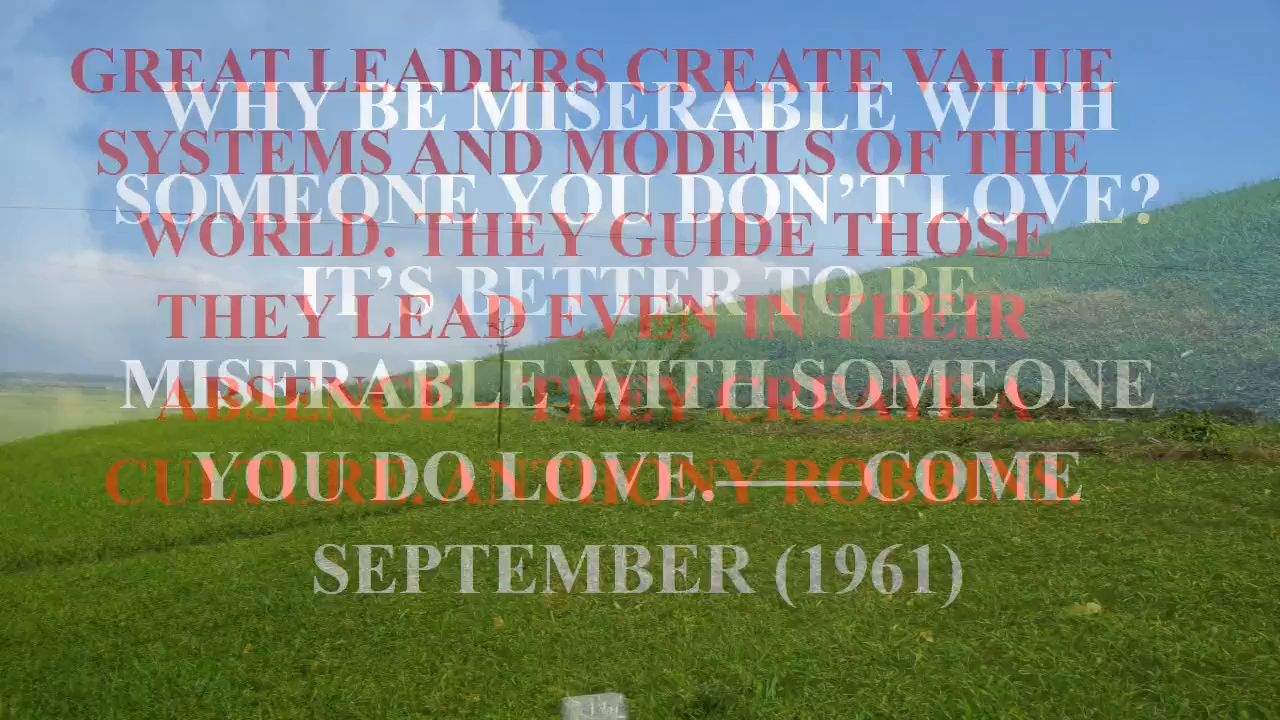 GREAT LEADERS CREATE VALUE
SYSTEMS AND MODELS OF THE
WORLD. THEY GUIDE THOSE
THEY LEAD EVEN IN THEIR
ABSENCE - THEY CREATE A
CULTURE. ANTHONY ROBBINS.
WHY BE MISERABLE WITH
SOMEONE YOU DON’T LOVE?
IT’S BETTER TO BE
MISERABLE WITH SOMEONE
YOU DO LOVE.——COME
SEPTEMBER (1961)